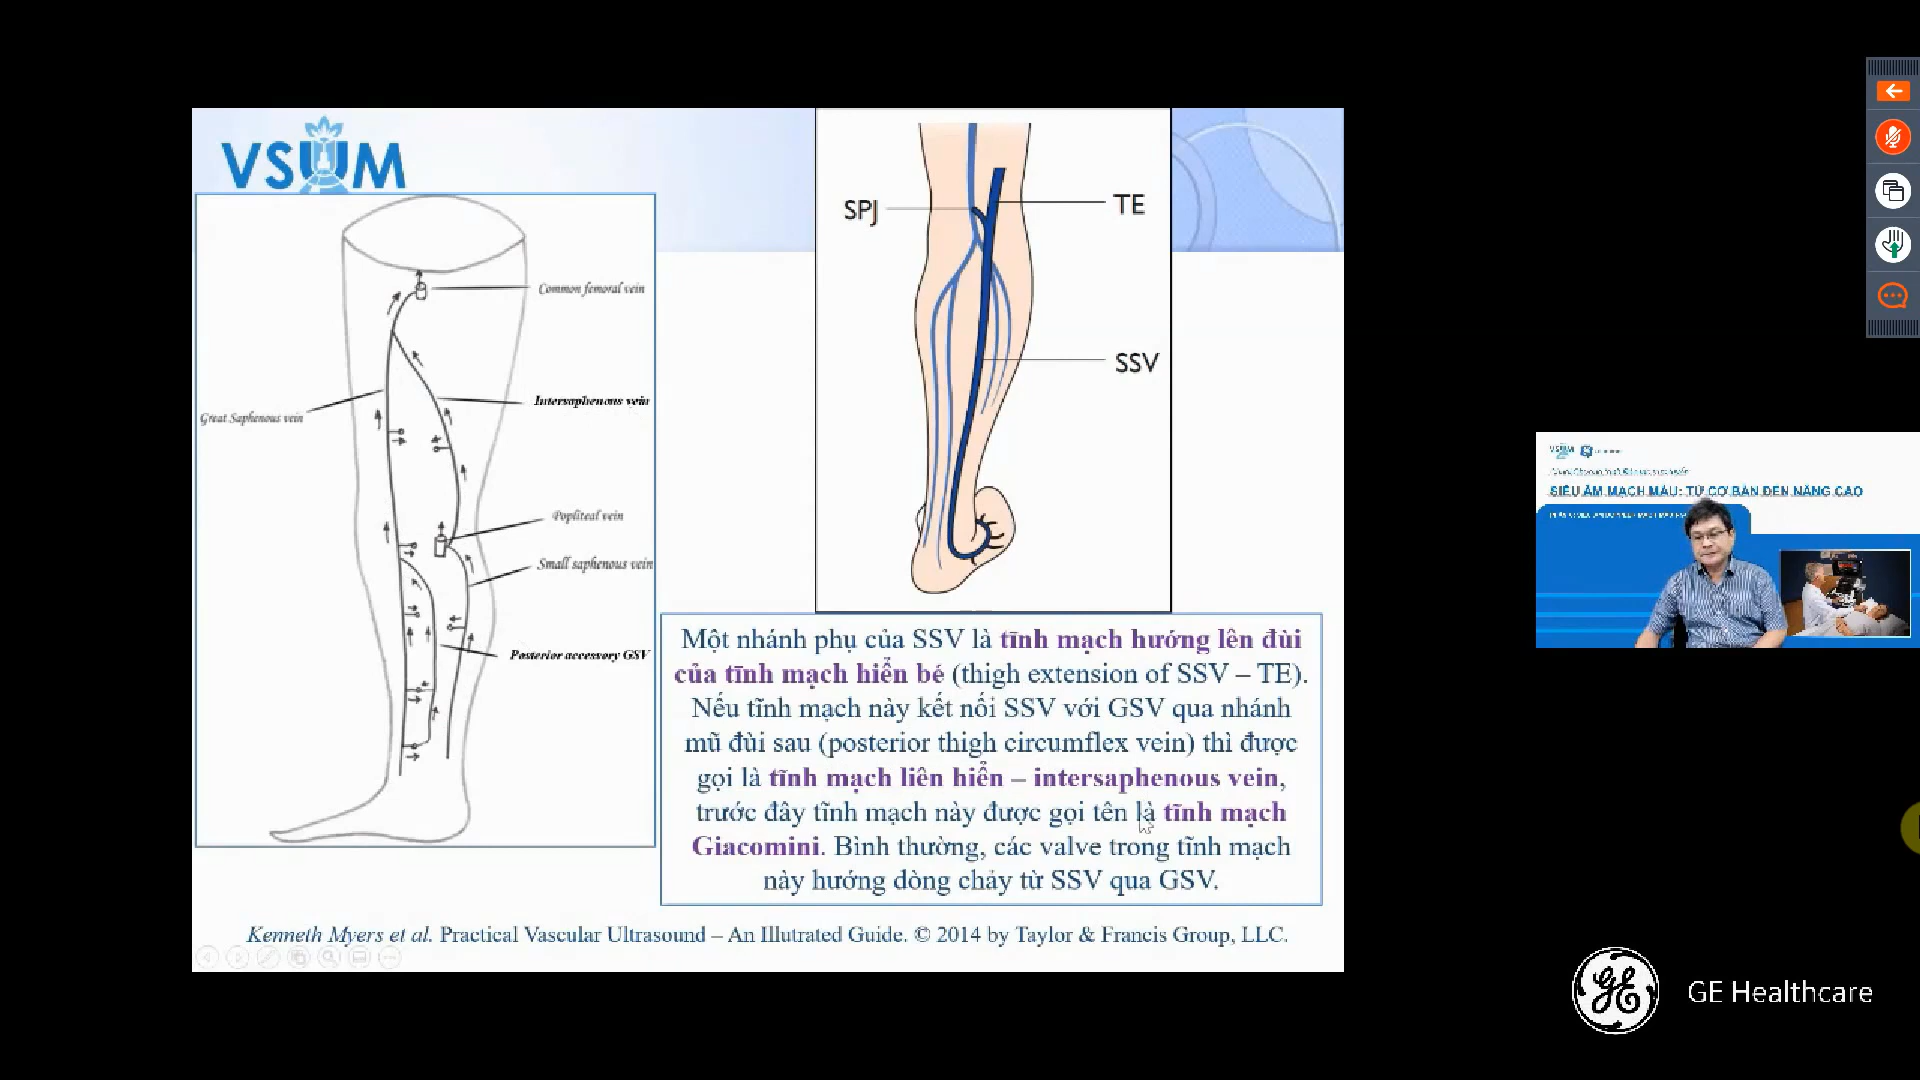 VSUM
Common femoral vein
Great Saphenous vein
Intersaphenous vein
Popliteal vein
Small saphenous vein
Posterior accessory GSV
SPJ
TE
SSV
Một nhánh phụ của SSV là tĩnh mạch hướng lên đùi
của tĩnh mạch hiển bé (thigh extension of SSV – TE).
Nếu tĩnh mạch này kết nối SSV với GSV qua nhánh
mũ đùi sau (posterior thigh circumflex vein) thì được
gọi là tĩnh mạch liên hiển – intersaphenous vein,
trước đây tĩnh mạch này được gọi tên là tĩnh mạch
Giacomini. Bình thường, các valve trong tĩnh mạch
này hướng dòng chảy từ SSV qua GSV.
Kenneth Myers et al. Practical Vascular Ultrasound – An Illutrated Guide. © 2014 by Taylor & Francis Group, LLC.
VSUM
SIÊU ÂM MẠCH MÁU: TỪ CƠ BẢN ĐẾN NÂNG CAO
GE Healthcare